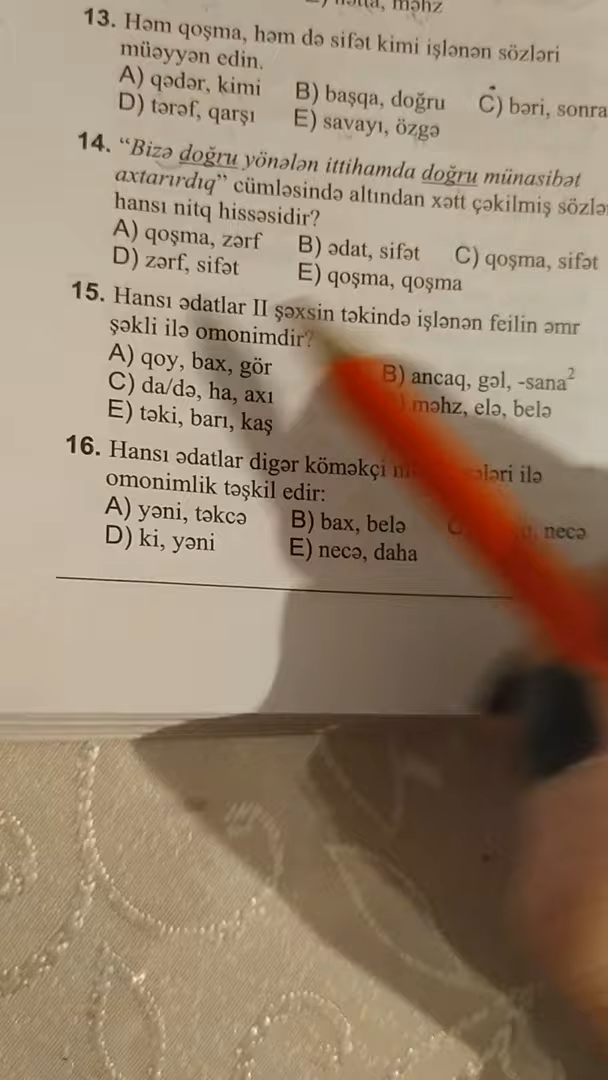 məhz
13. Həm qoşma, həm də sifət kimi işlənən sözləri
müəyyən edin.
A) qədər, kimi B) başqa, doğru C) bəri, sonra
D) tərəf, qarşı E) savayı, özgə
14. “Bizə doğru yönələn ittihamda doğru münasibət
axtarırdıq” cümləsində altından xətt çəkilmiş
hansı nitq hissəsidir?
A) qoşma, zərf B) ədat, sifət C) qoşma, sifət
D) zərf, sifət E) qoşma, qoşma
15. Hansı ədatlar II şəxsin təkində işlənən feilin əmr
şəkli ilə omonimdir?
A) qoy, bax, gör B) ancaq, gəl, -sana²
C) da/də, ha, axı məhz, elə, belə
E) təki, barı, kaş
16. Hansı ədatlar digər köməkçi ilə
omonimlik təşkil edir:
A) yəni, təkcə B) bax, belə necə
D) ki, yəni E) necə, daha